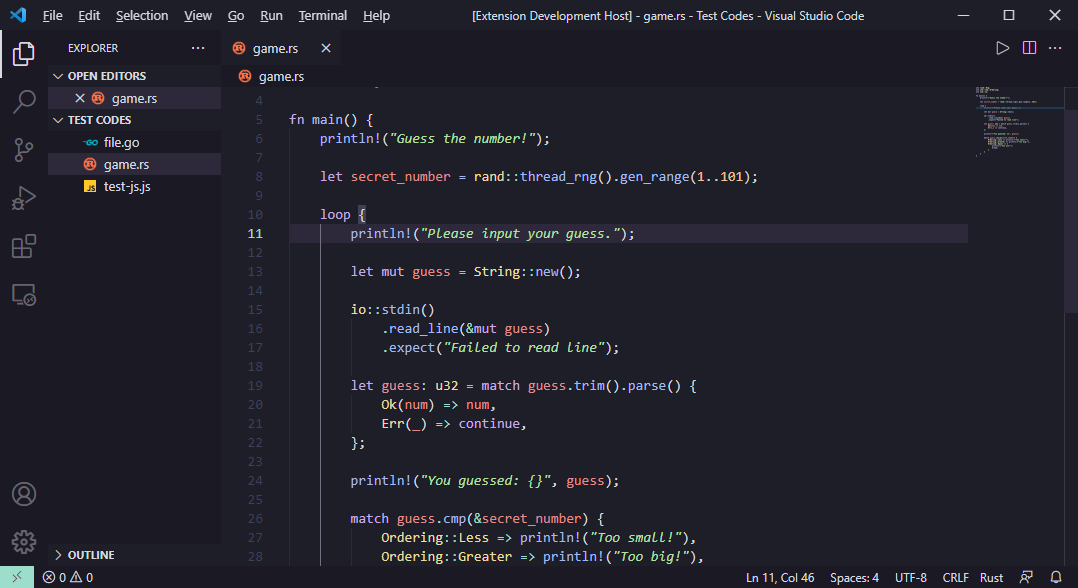 File Edit Selection View Go Run Terminal Help [Extension Development Host] - game.rs - Test Codes - Visual Studio Code
EXPLORER
game.rs
OPEN EDITORS
game.rs
game.rs
TEST CODES
file.go
game.rs
JS test-js.js
OUTLINE
4
5 fn main() {
6 println!("Guess the number!");
7
8 let secret_number = rand::thread_rng().gen_range(1..101);
9
10 loop {
11 println!("Please input your guess.");
12
13 let mut guess = String::new();
14
15 io::stdin()
16 .read_line(&mut guess)
17 .expect("Failed to read line");
18
19 let guess: u32 = match guess.trim().parse() {
20 Ok(num) => num,
21 Err(_) => continue,
22 };
23
24 println!("You guessed: {}", guess);
25
26 match guess.cmp(&secret_number) {
27 Ordering::Less => println!("Too small!"),
28 Ordering::Greater => println!("Too big!"),
0 0 Ln 11, Col 46 Spaces: 4 UTF-8 CRLF Rust